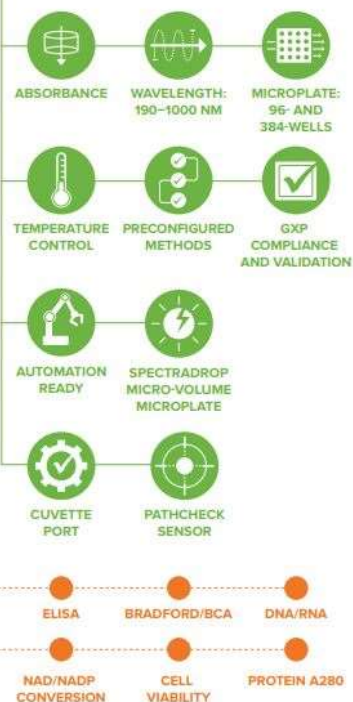 ABSORBANCE
WAVELENGTH:
190–1000 NM
MICROPLATE:
96- AND
384-WELLS
TEMPERATURE
CONTROL
PRECONFIGURED
METHODS
GXP
COMPLIANCE
AND VALIDATION
AUTOMATION
READY
SPECTRADROP
MICRO-VOLUME
MICROPLATE
CUVETTE
PORT
PATHCHECK
SENSOR
ELISA
BRADFORD/BCA
DNA/RNA
NAD/NADP
CONVERSION
CELL
VIABILITY
PROTEIN A280